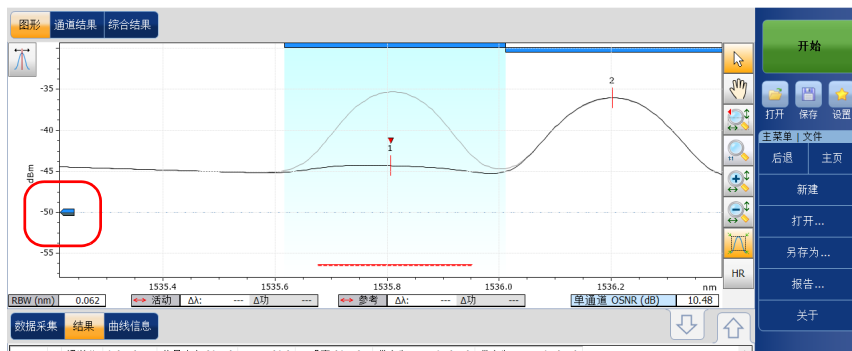 图形 通道结果 综合结果
开始
打开 保存 设置
主菜单 | 文件
后退 主页
新建
打开...
另存为...
报告...
关于
-35
-40
-45
-50
-55
dBm
1
2
1535.4 1535.6 1535.8 1536.0 1536.2 nm
HR
RBW (nm) 0.062 活动 Δλ: --- Δ功 --- 参考 Δλ: --- Δ功 --- 单通道 OSNR (dB) 10.48
数据采集 结果 曲线信息